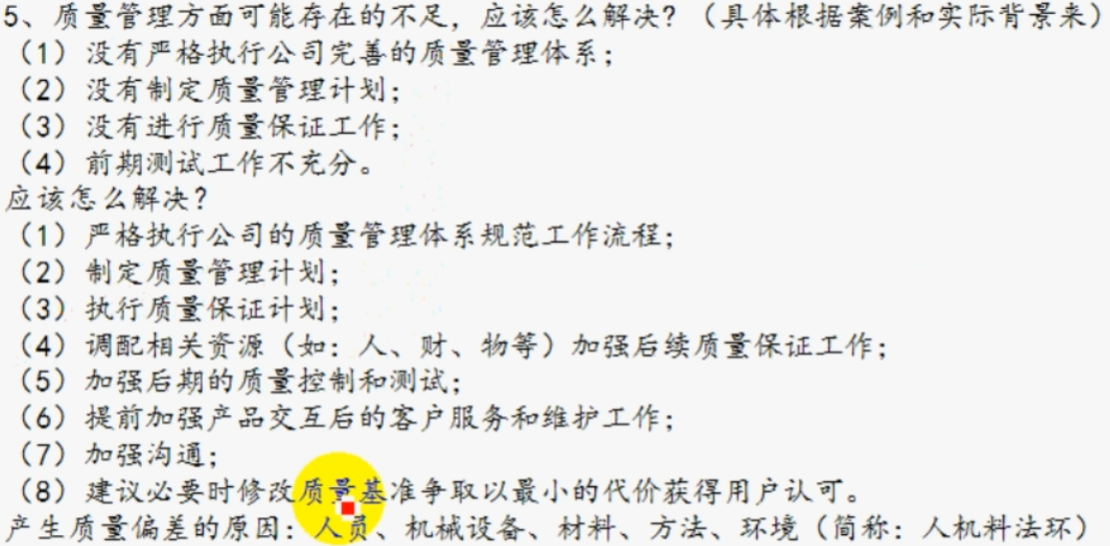 5、质量管理方面可能存在的不足，应该怎么解决？（具体根据案例和实际背景来）
（1）没有严格执行公司完善的质量管理体系；
（2）没有制定质量管理计划；
（3）没有进行质量保证工作；
（4）前期测试工作不充分。
应该怎么解决？
（1）严格执行公司的质量管理体系规范工作流程；
（2）制定质量管理计划；
（3）执行质量保证计划；
（4）调配相关资源（如：人、财、物等）加强后续质量保证工作；
（5）加强后期的质量控制和测试；
（6）提前加强产品交互后的客户服务和维护工作；
（7）加强沟通；
（8）建议必要时修改质量基准争取以最小的代价获得用户认可。
产生质量偏差的原因：人员、机械设备、材料、方法、环境（简称：人机料法环）